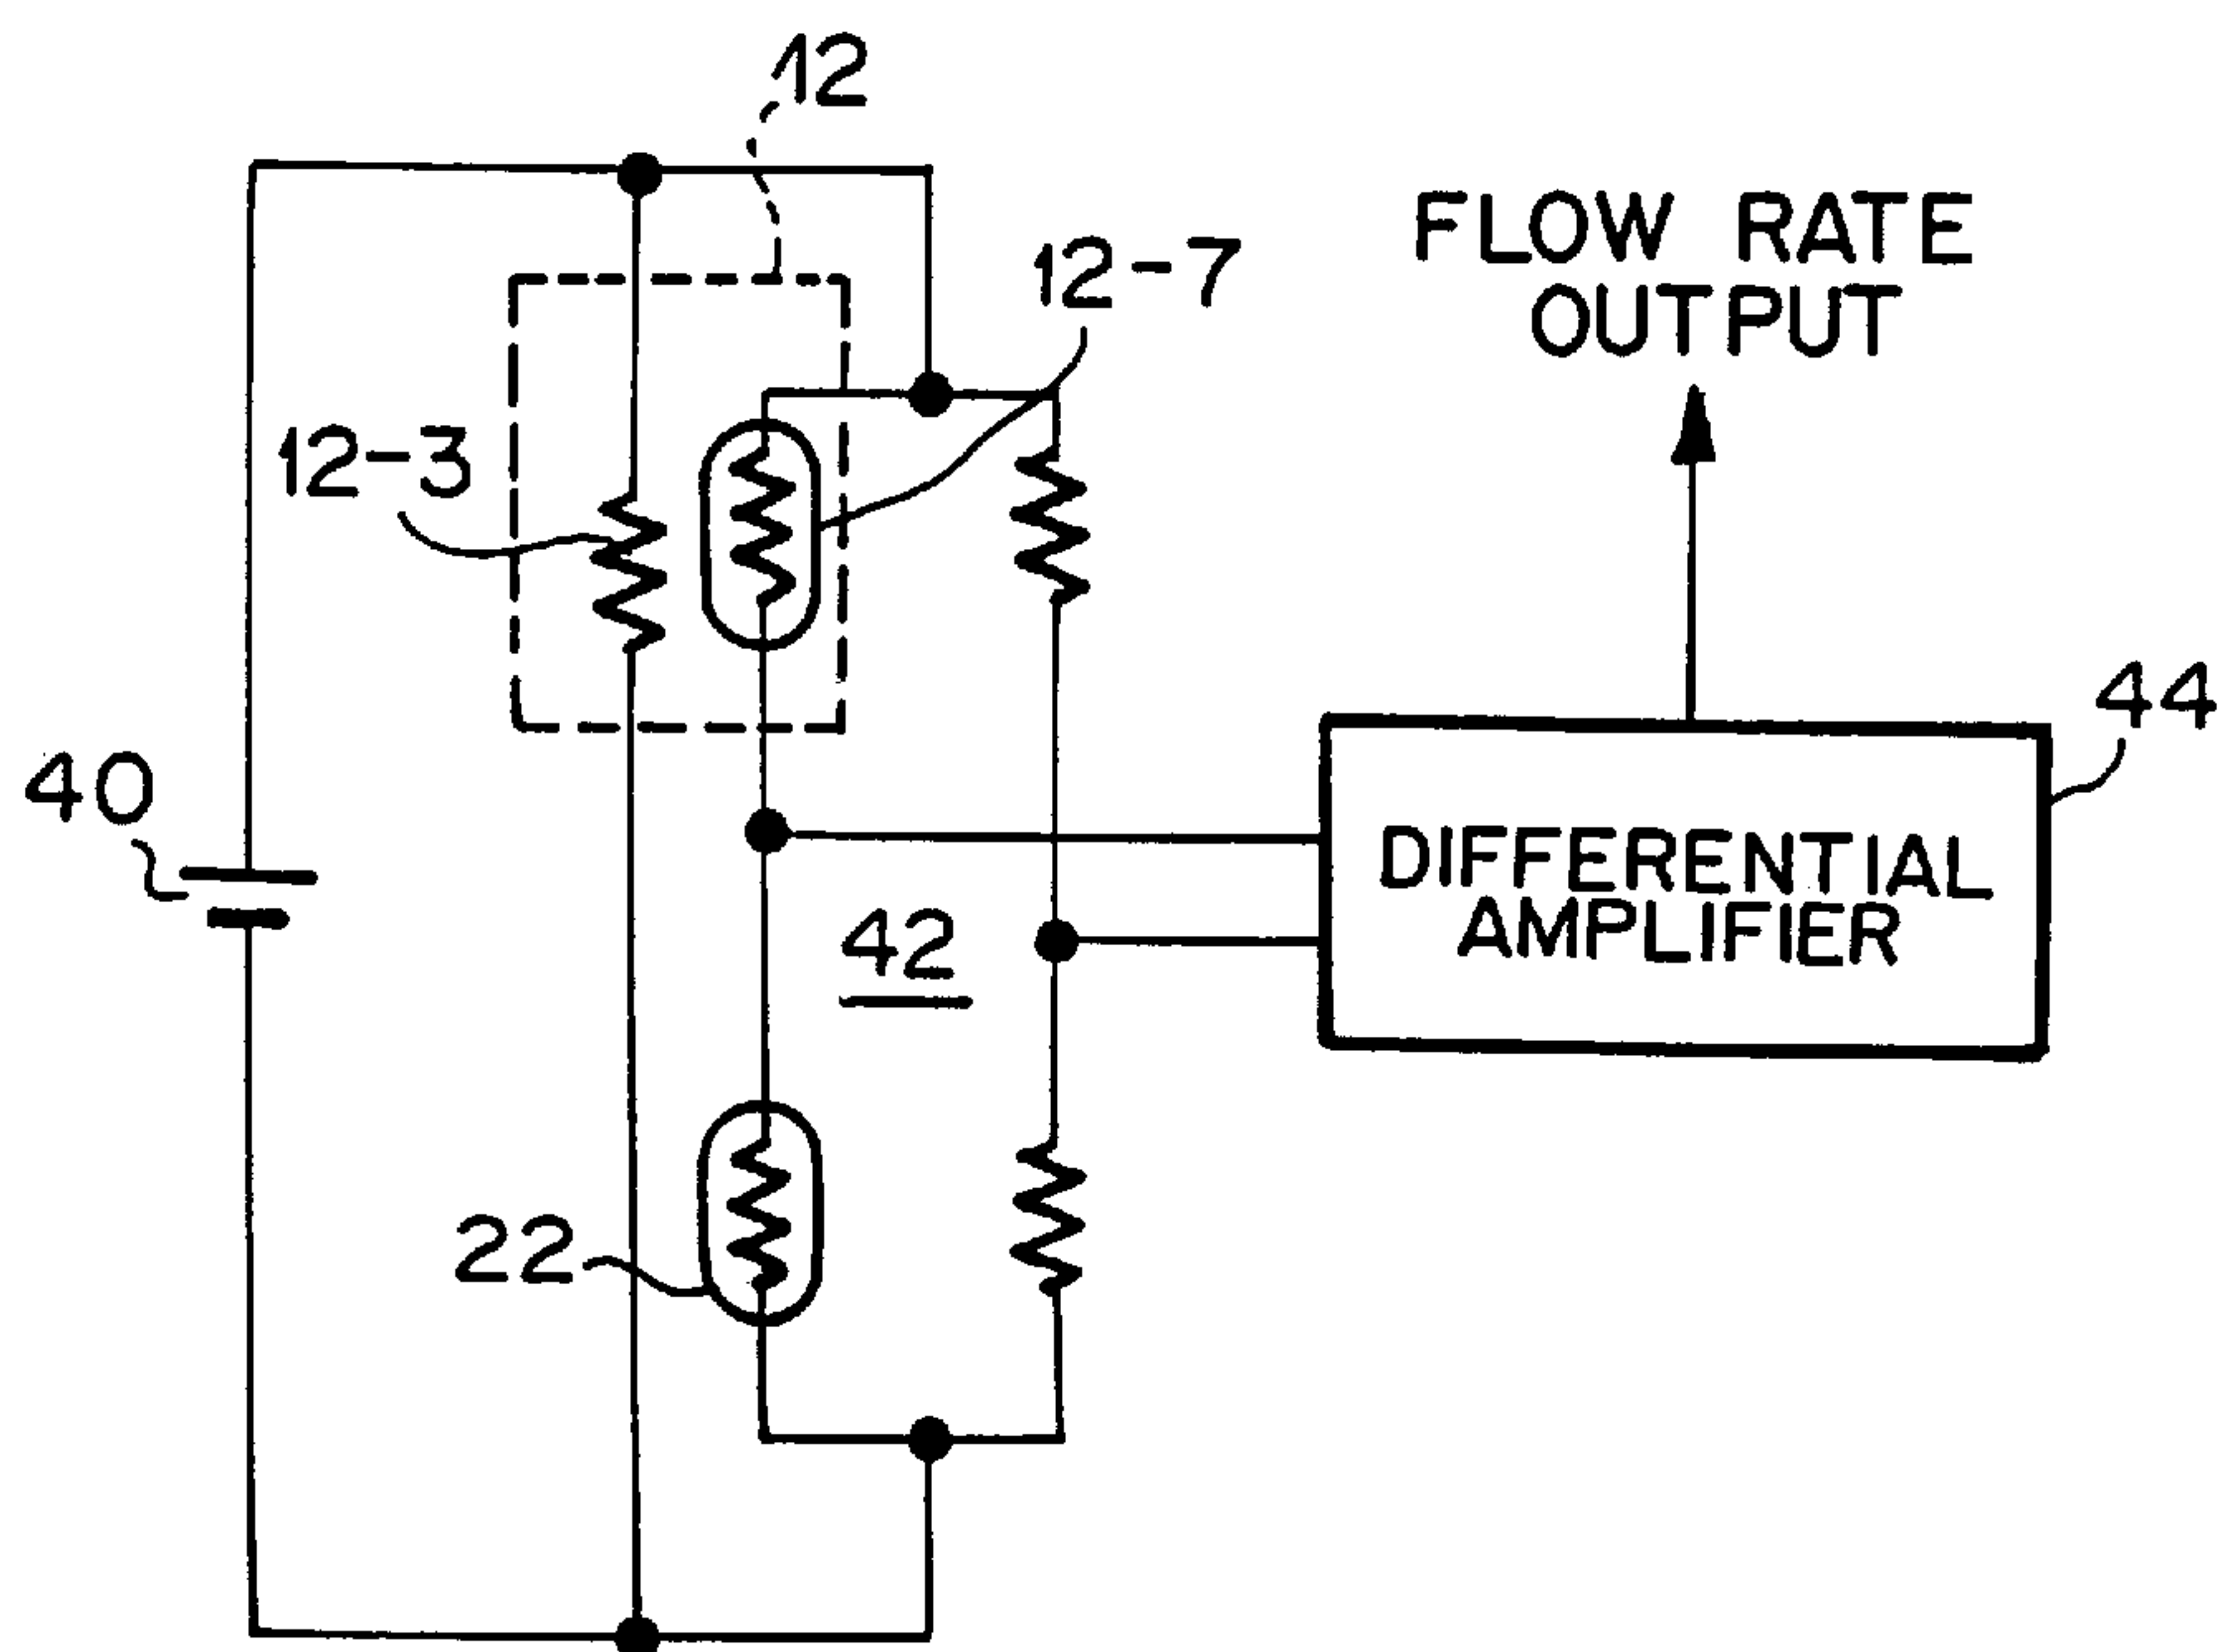 12
12-7
FLOW RATE
OUTPUT
12-3
44
40
DIFFERENTIAL
AMPLIFIER
42
22